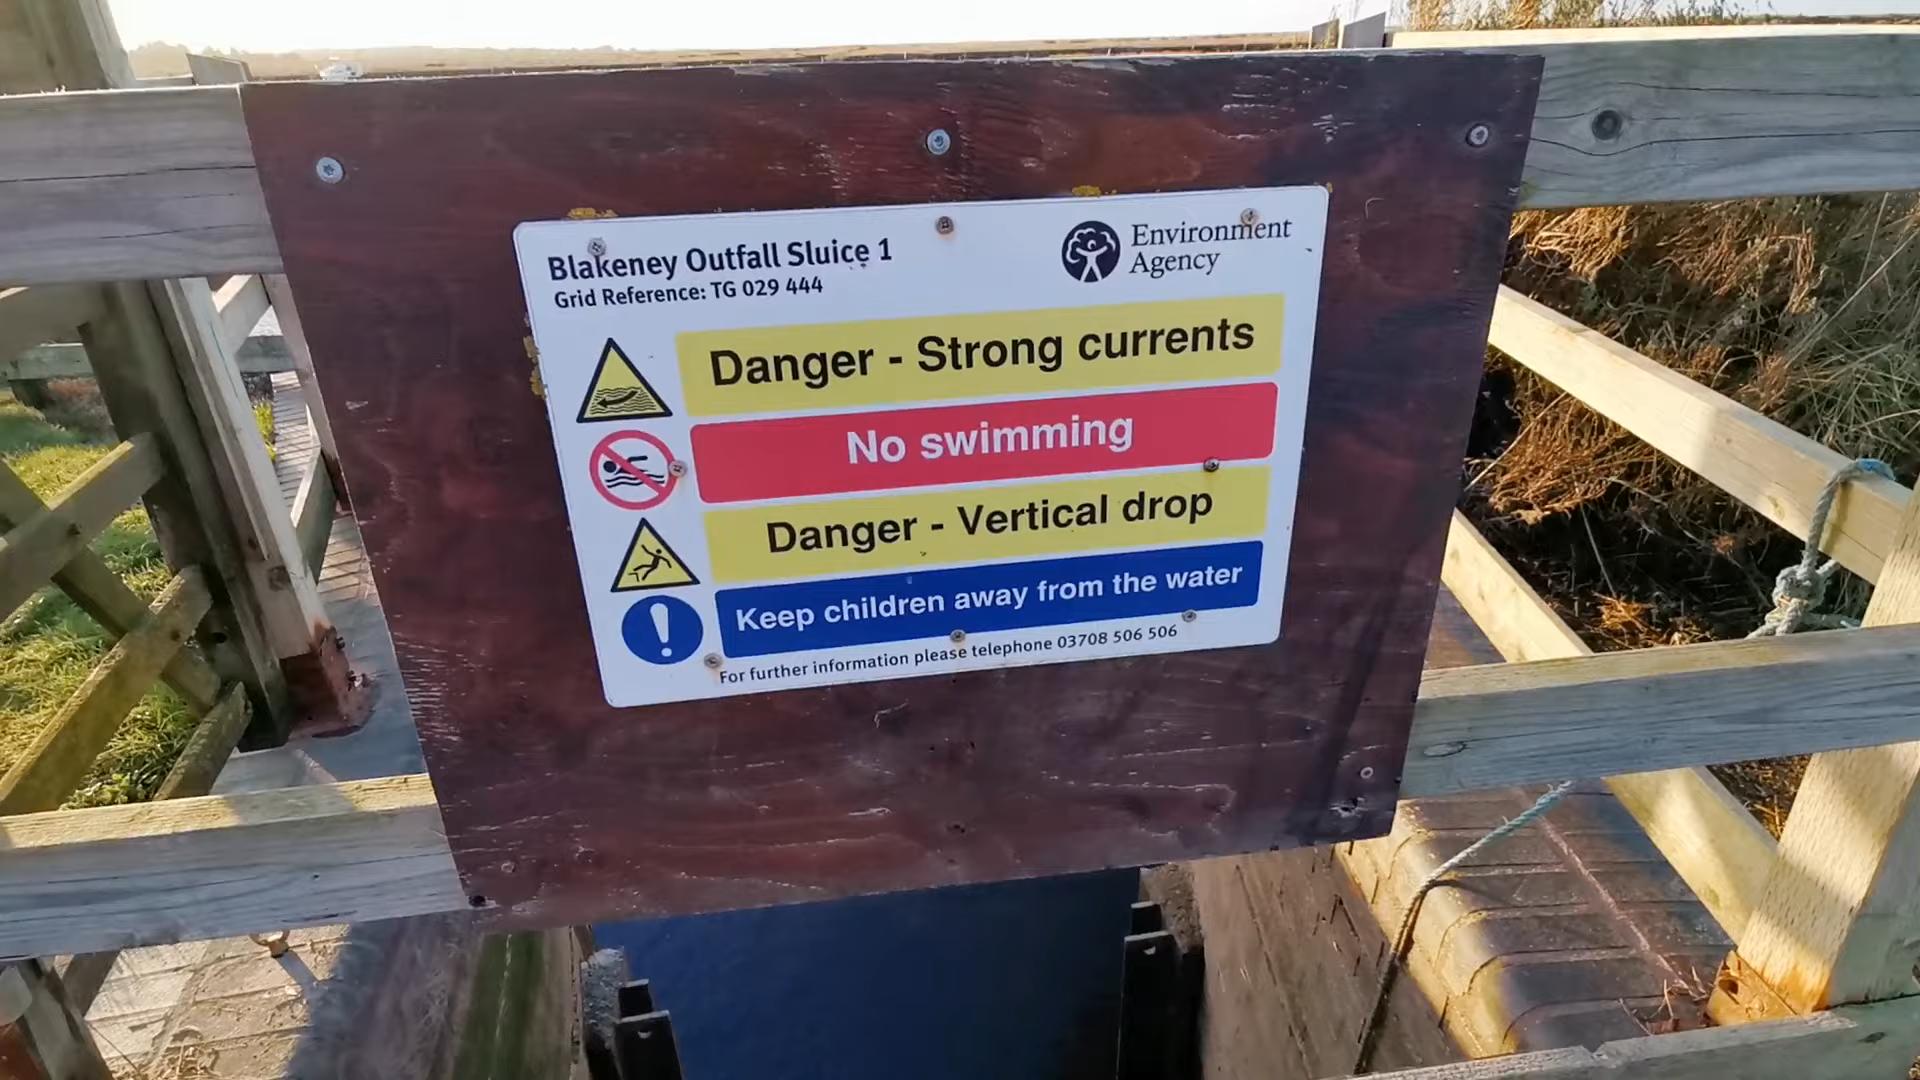 Blakeney Outfall Sluice 1
Grid Reference: TG 029 444
Environment
Agency
Danger - Strong currents
No swimming
Danger - Vertical drop
Keep children away from the water
For further information please telephone 03708 506 506